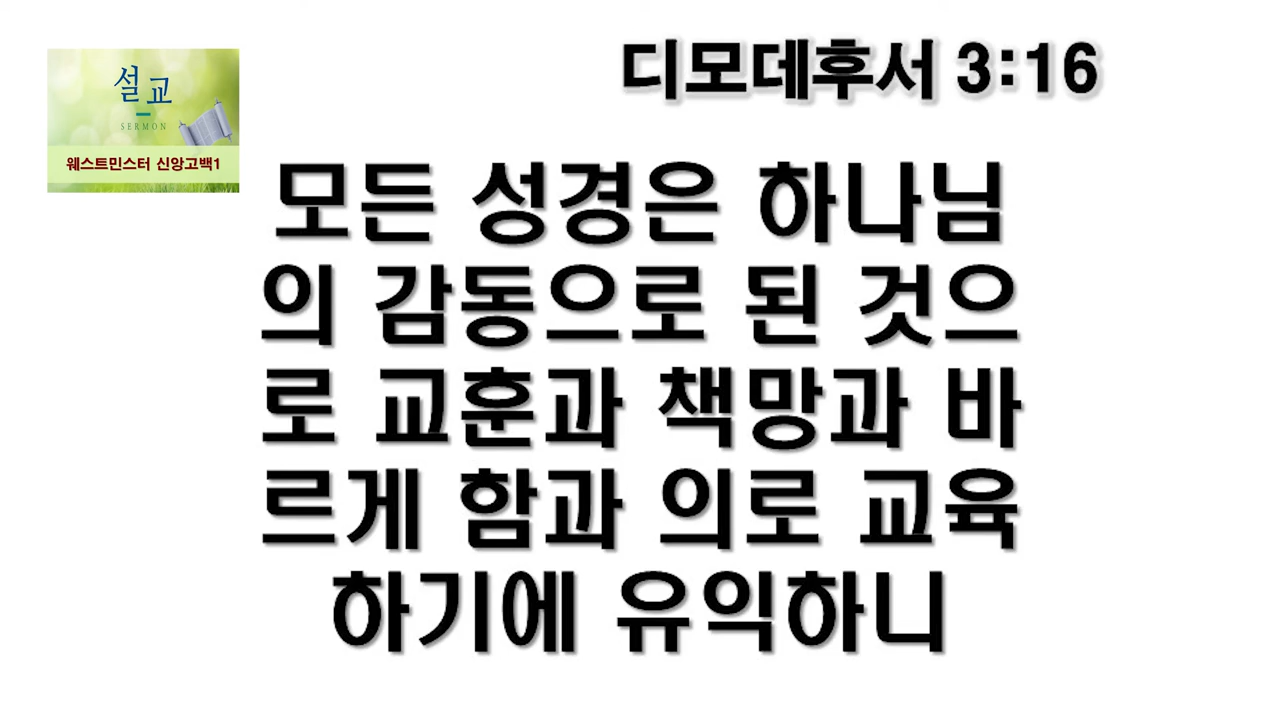 디모데후서 3:16
설교
SERMON
웨스트민스터 신앙고백1
모든 성경은 하나님
의 감동으로 된 것으
로 교훈과 책망과 바
르게 함과 의로 교육
하기에 유익하니